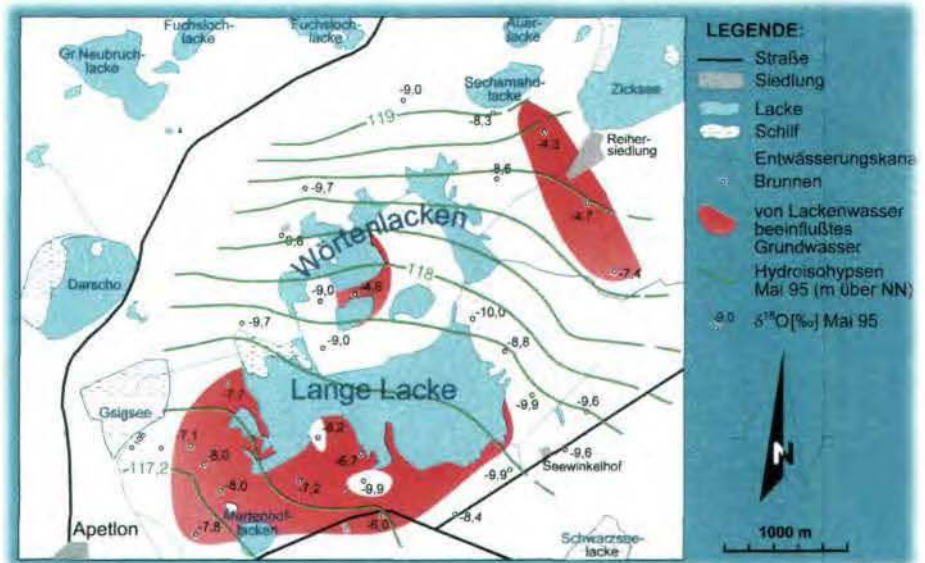 Fuchsloch-
lacke
Fuchsloch-
lacke
Auer-
lacke
Gr Neubruch-
lacke
Sechsmahd-
lacke
Zicksee
-9.0
119
-8,3
-4.3
Reiher-
siedlung
-8,6
-9,7
-4.7
Wörtenlacken
-7.4
Darscho
118
-9,0
-4.8
-10,0
-9,7
-9,0
-8,8
Lange Lacke
-7.7
Gsigsee
-9,9
-9,6
-8.2
-7.1
-8.0
-6.7
-9,6
Seewinkelhof
-9,9
-117,2
-8.0
-7.2
-9.9
-8,4
-7.8
-6.0
lacken
Apetlon
Schwarzsee-
lacke
LEGENDE:
Straße
Siedlung
Lacke
Schilf
Entwässerungskana
Brunnen
von Lackenwasser
beeinflußtes
Grundwasser
Hydroisohypsen
Mai 95 (m über NN)
-9.0 δ¹⁸O[‰] Mai 95
N
1000 m